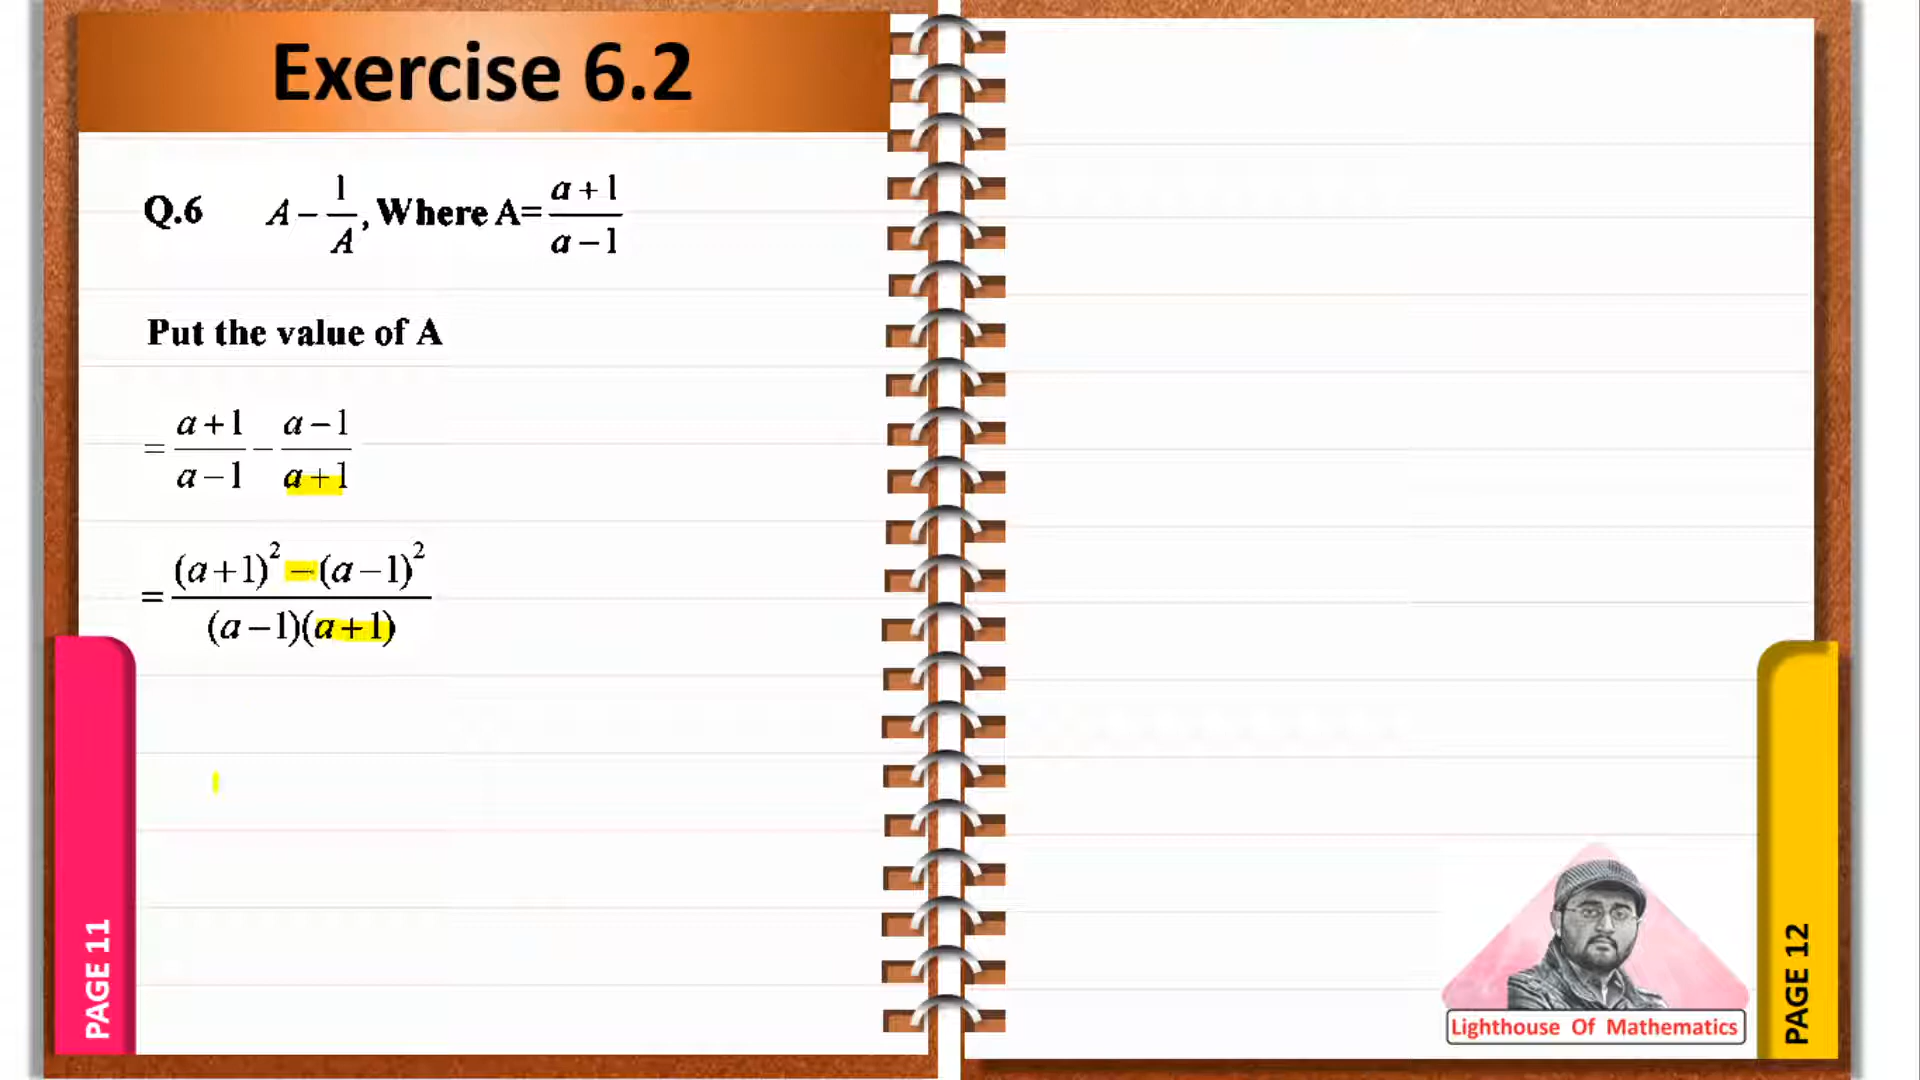 Exercise 6.2
Q.6 A - 1/A, Where A= (a+1)/(a-1)
Put the value of A
= (a+1)/(a-1) - (a-1)/(a+1)
= ((a+1)² - (a-1)²)/((a-1)(a+1))
PAGE 11
Lighthouse Of Mathematics
PAGE 12